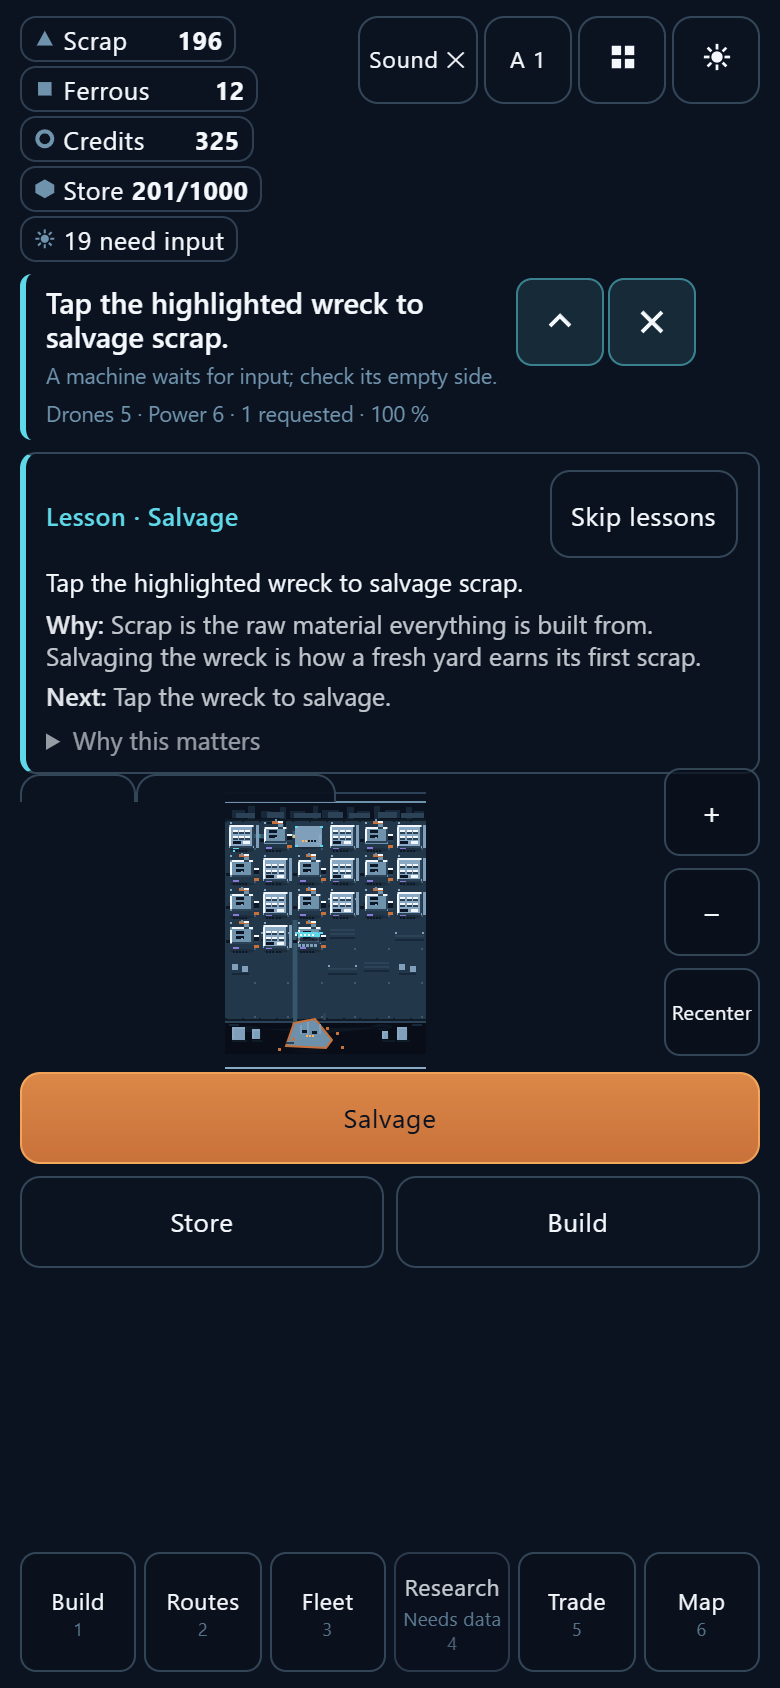 Scrap 196
Ferrous 12
Credits 325
Store 201/1000
19 need input
Sound
A 1
Tap the highlighted wreck to
salvage scrap.
A machine waits for input; check its empty side.
Drones 5 · Power 6 · 1 requested · 100 %
Lesson · Salvage
Skip lessons
Tap the highlighted wreck to salvage scrap.
Why: Scrap is the raw material everything is built from.
Salvaging the wreck is how a fresh yard earns its first scrap.
Next: Tap the wreck to salvage.
Why this matters
+
−
Recenter
Salvage
Store
Build
Build
1
Routes
2
Fleet
3
Research
Needs data
4
Trade
5
Map
6